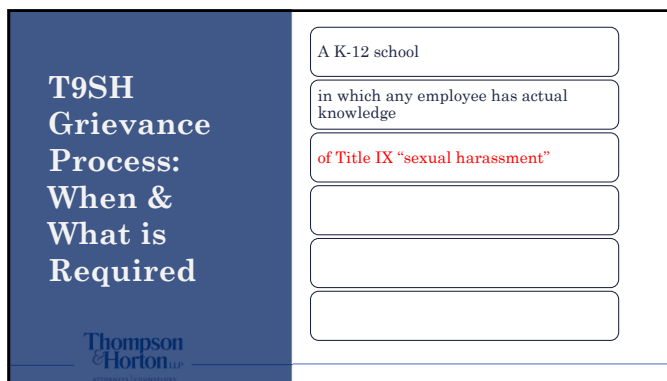 T9SH
Grievance
Process:
When &
What is
Required
A K-12 school
in which any employee has actual
knowledge
of Title IX “sexual harassment”
Thompson
&Horton LLP